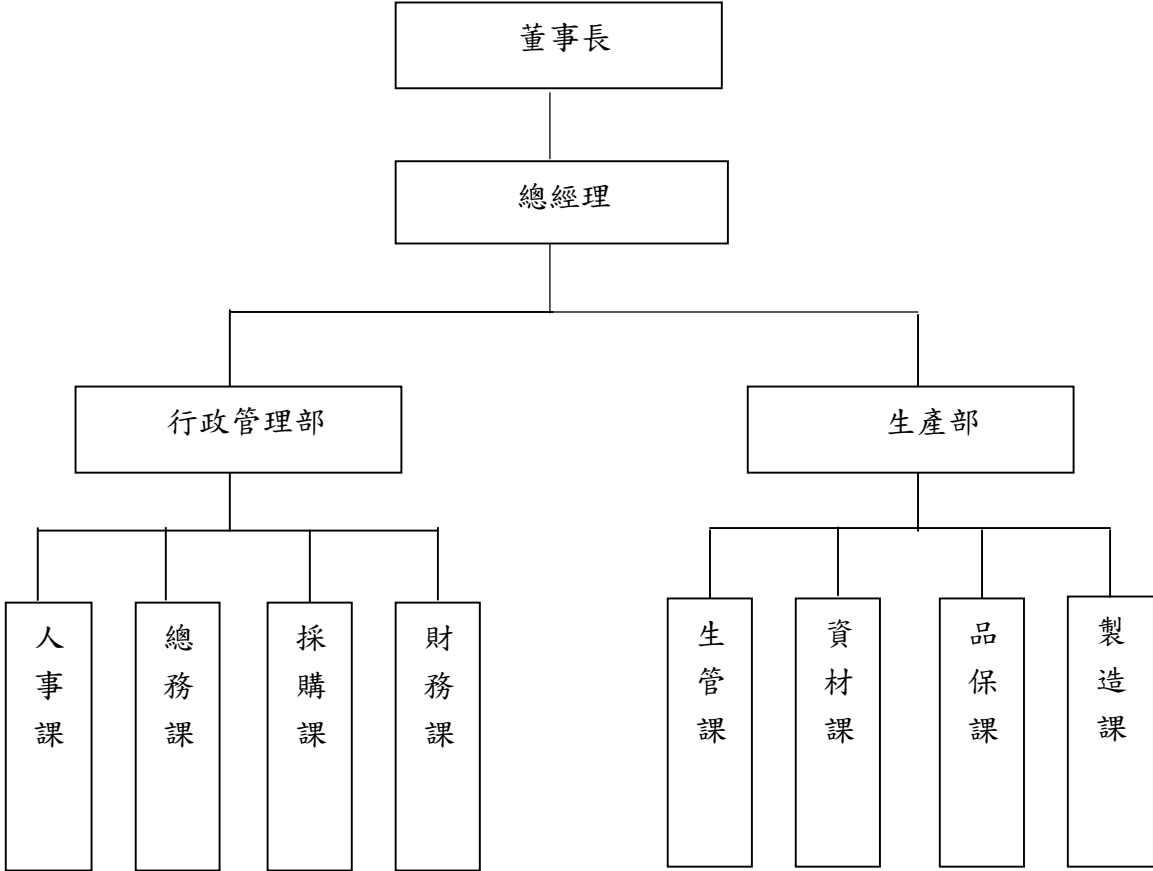 董事長
總經理
行政管理部
生產部
人事課
總務課
採購課
財務課
生管課
資材課
品保課
製造課